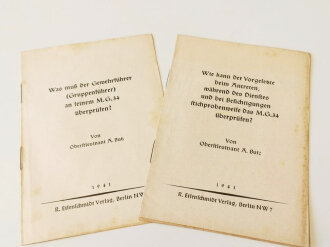 Was muß der Gewehrführer
(Gruppenführer)
an seinem M.G.34
überprüfen?
Von
Oberstleutnant A. Butz
1941
R. Eisenschmidt Verlag, Berlin NW 7
Wie kann der Vorgesetzte
beim Antreten,
während des Dienstes
und bei Besichtigungen
stichprobenweise das M.G.34
überprüfen?
Von
Oberstleutnant A. Butz
1941
R. Eisenschmidt Verlag, Berlin NW 7